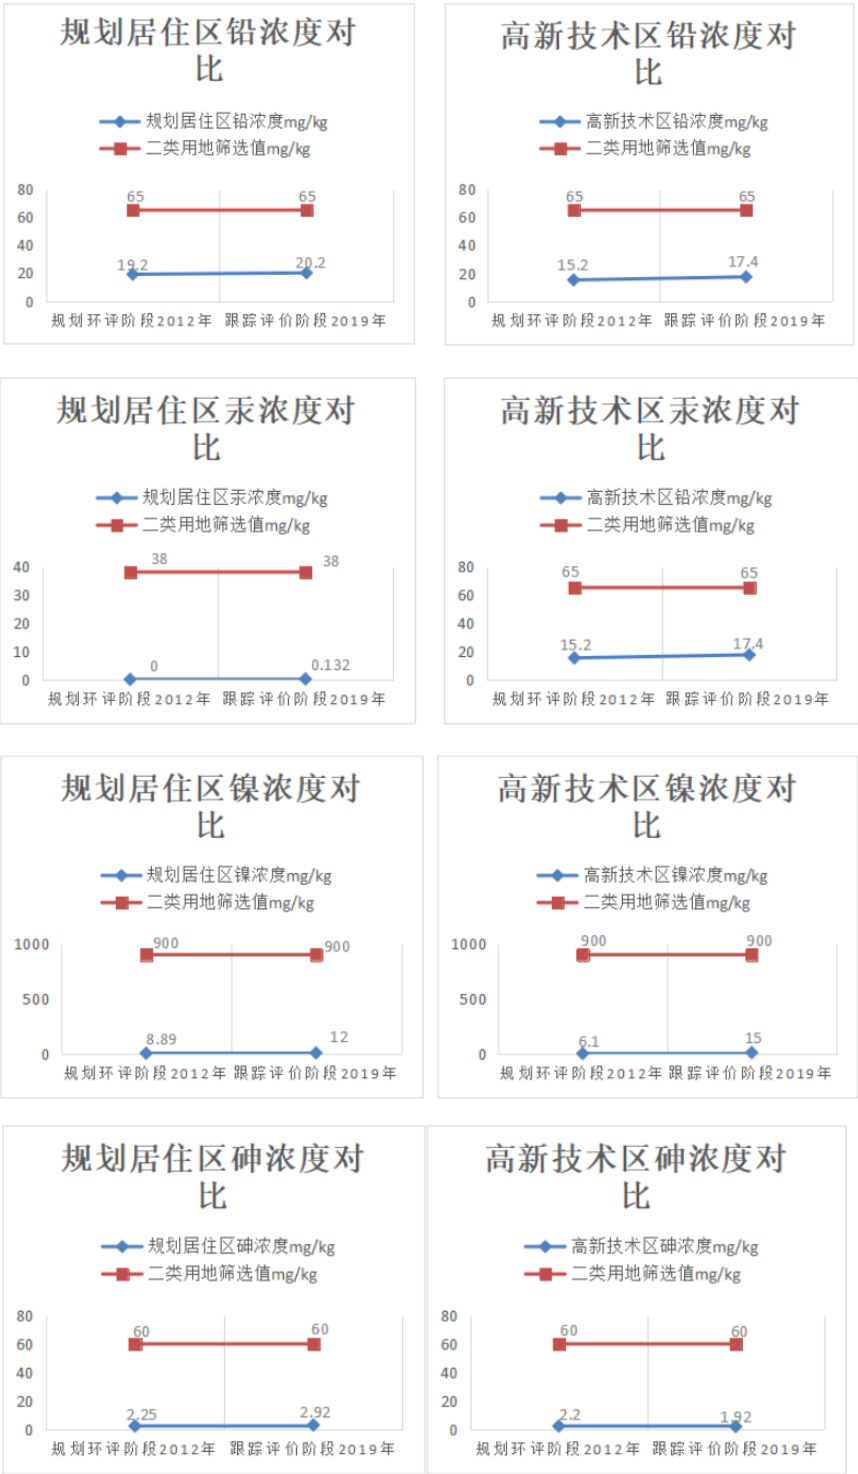 规划居住区铅浓度对
比
规划居住区铅浓度mg/kg
二类用地筛选值mg/kg
80
60
40
20
0
65
65
19.2
20.2
规划环评阶段2012年 跟踪评价阶段2019年
高新技术区铅浓度对
比
高新技术区铅浓度mg/kg
二类用地筛选值mg/kg
80
60
40
20
0
65
65
15.2
17.4
规划环评阶段2012年 跟踪评价阶段2019年
规划居住区汞浓度对
比
规划居住区汞浓度mg/kg
二类用地筛选值mg/kg
40
30
20
10
0
38
38
0
0.132
规划环评阶段2012年 跟踪评价阶段2019年
高新技术区汞浓度对
比
高新技术区铅浓度mg/kg
二类用地筛选值mg/kg
80
60
40
20
0
65
65
15.2
17.4
规划环评阶段2012年 跟踪评价阶段2019年
规划居住区镍浓度对
比
规划居住区镍浓度mg/kg
二类用地筛选值mg/kg
1000
500
0
900
900
8.89
12
规划环评阶段2012年 跟踪评价阶段2019年
高新技术区镍浓度对
比
高新技术区镍浓度mg/kg
二类用地筛选值mg/kg
1000
500
0
900
900
6.1
15
规划环评阶段2012年 跟踪评价阶段2019年
规划居住区砷浓度对
比
规划居住区砷浓度mg/kg
二类用地筛选值mg/kg
80
60
40
20
0
60
60
2.25
2.92
规划环评阶段2012年 跟踪评价阶段2019年
高新技术区砷浓度对
比
高新技术区砷浓度mg/kg
二类用地筛选值mg/kg
80
60
40
20
0
60
60
2.2
1.92
规划环评阶段2012年 跟踪评价阶段2019年